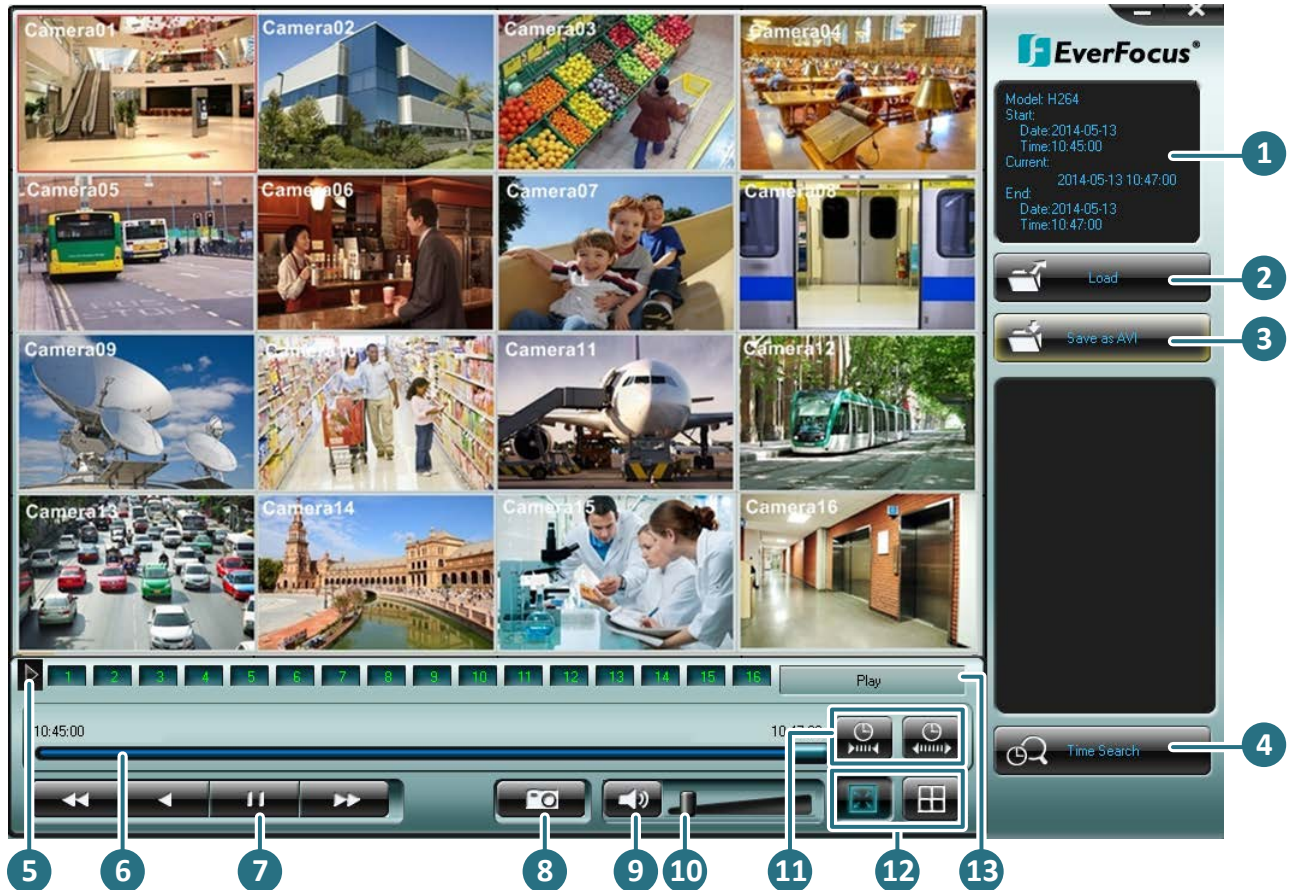 Camera01
Camera02
Camera03
Camera04
Camera05
Camera06
Camera07
Camera08
Camera09
Camera10
Camera11
Camera12
Camera13
Camera14
Camera15
Camera16
EverFocus®
Model: H264
Start:
Date:2014-05-13
Time:10:45:00
Current:
2014-05-13 10:47:00
End:
Date:2014-05-13
Time:10:47:00
1
Load
2
Save as AVI
3
Time Search
4
1 2 3 4 5 6 7 8 9 10 11 12 13 14 15 16
Play
10:45:00
10:47:00
11
5
6
7
8
9
10
12
13